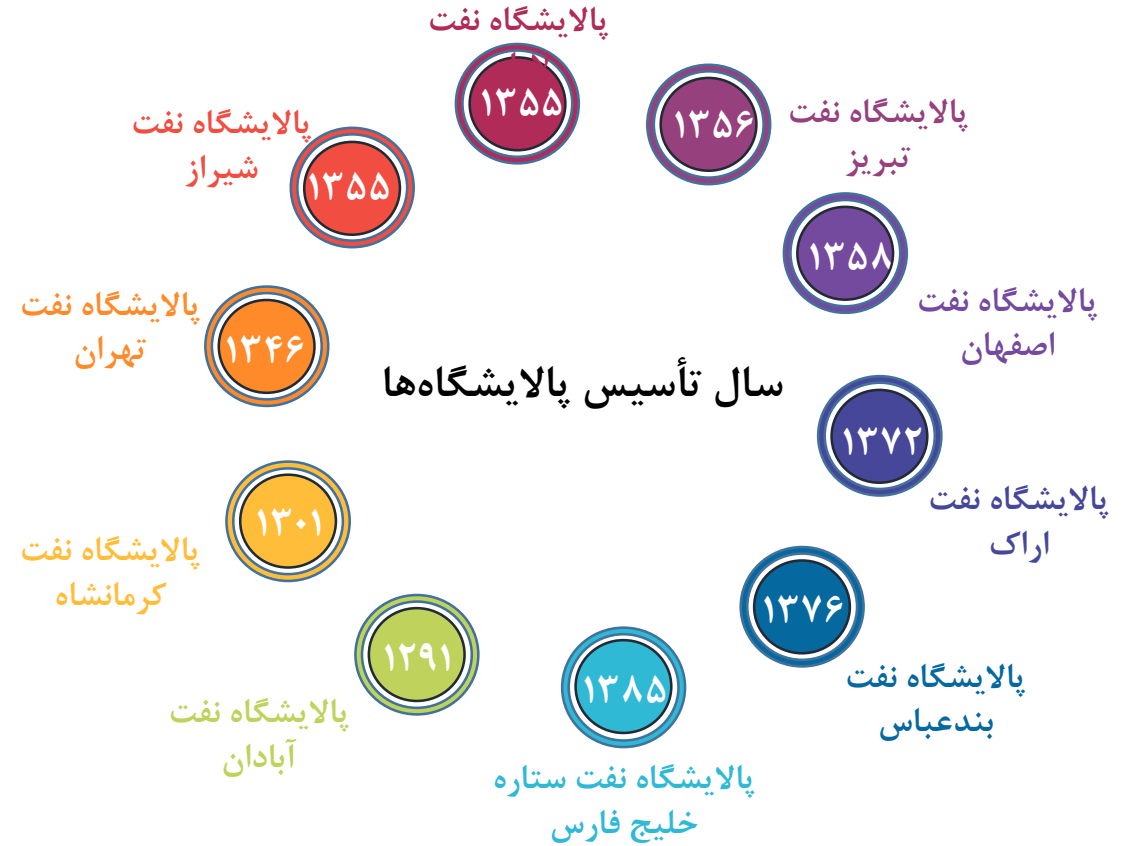 سال تأسیس پالایشگاه‌ها
پالایشگاه نفت
۱۳۵۵
۱۳۵۶
پالایشگاه نفت
تبریز
۱۳۵۸
پالایشگاه نفت
اصفهان
۱۳۷۲
پالایشگاه نفت
اراک
۱۳۷۶
پالایشگاه نفت
بندعباس
۱۳۸۵
پالایشگاه نفت ستاره
خلیج فارس
۱۲۹۱
پالایشگاه نفت
آبادان
۱۳۰۱
پالایشگاه نفت
کرمانشاه
۱۳۴۶
پالایشگاه نفت
تهران
۱۳۵۵
پالایشگاه نفت
شیراز